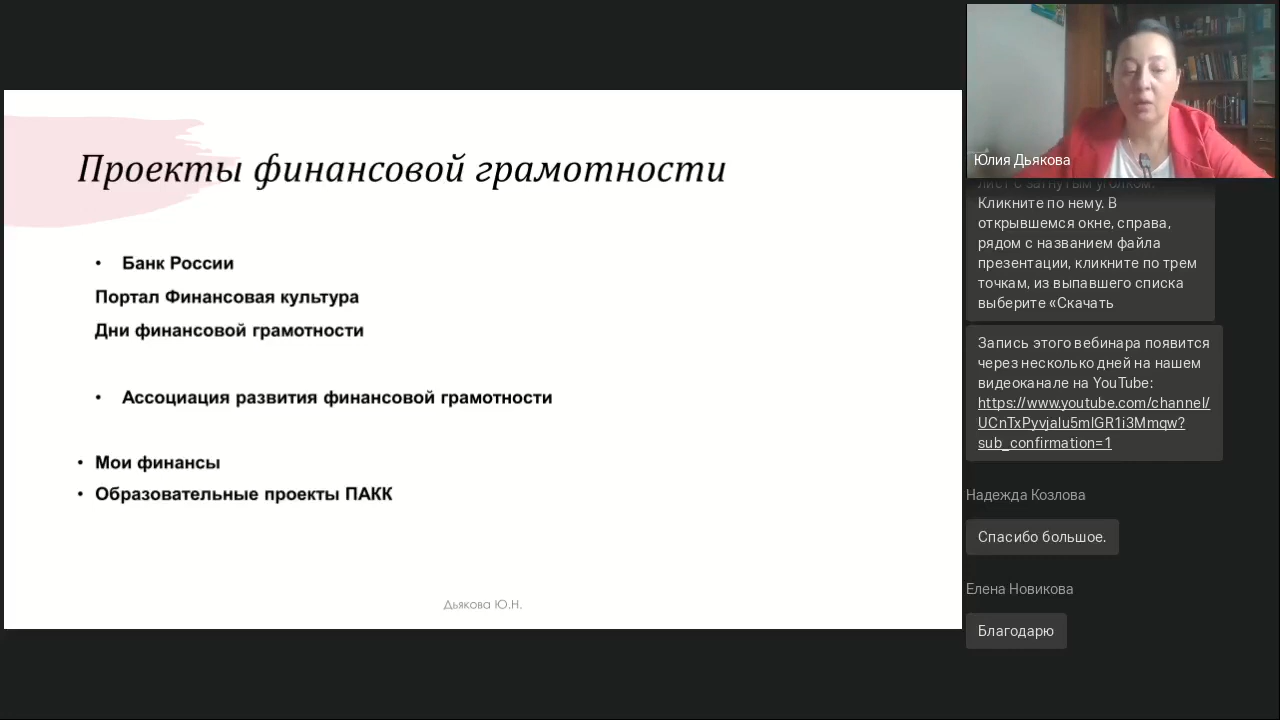 Проекты финансовой грамотности
• Банк России
Портал Финансовая культура
Дни финансовой грамотности
• Ассоциация развития финансовой грамотности
• Мои финансы
• Образовательные проекты ПАКК
Дьякова Ю.Н.
Юлия Дьякова
лист с загнутым уголком.
Кликните по нему. В
открывшемся окне, справа,
рядом с названием файла
презентации, кликните по трем
точкам, из выпавшего списка
выберите «Скачать
Запись этого вебинара появится
через несколько дней на нашем
видеоканале на YouTube:
https://www.youtube.com/channel/
UCnTxPyvjalu5mlGR1i3Mmqw?
sub_confirmation=1
Надежда Козлова
Спасибо большое.
Елена Новикова
Благодарю